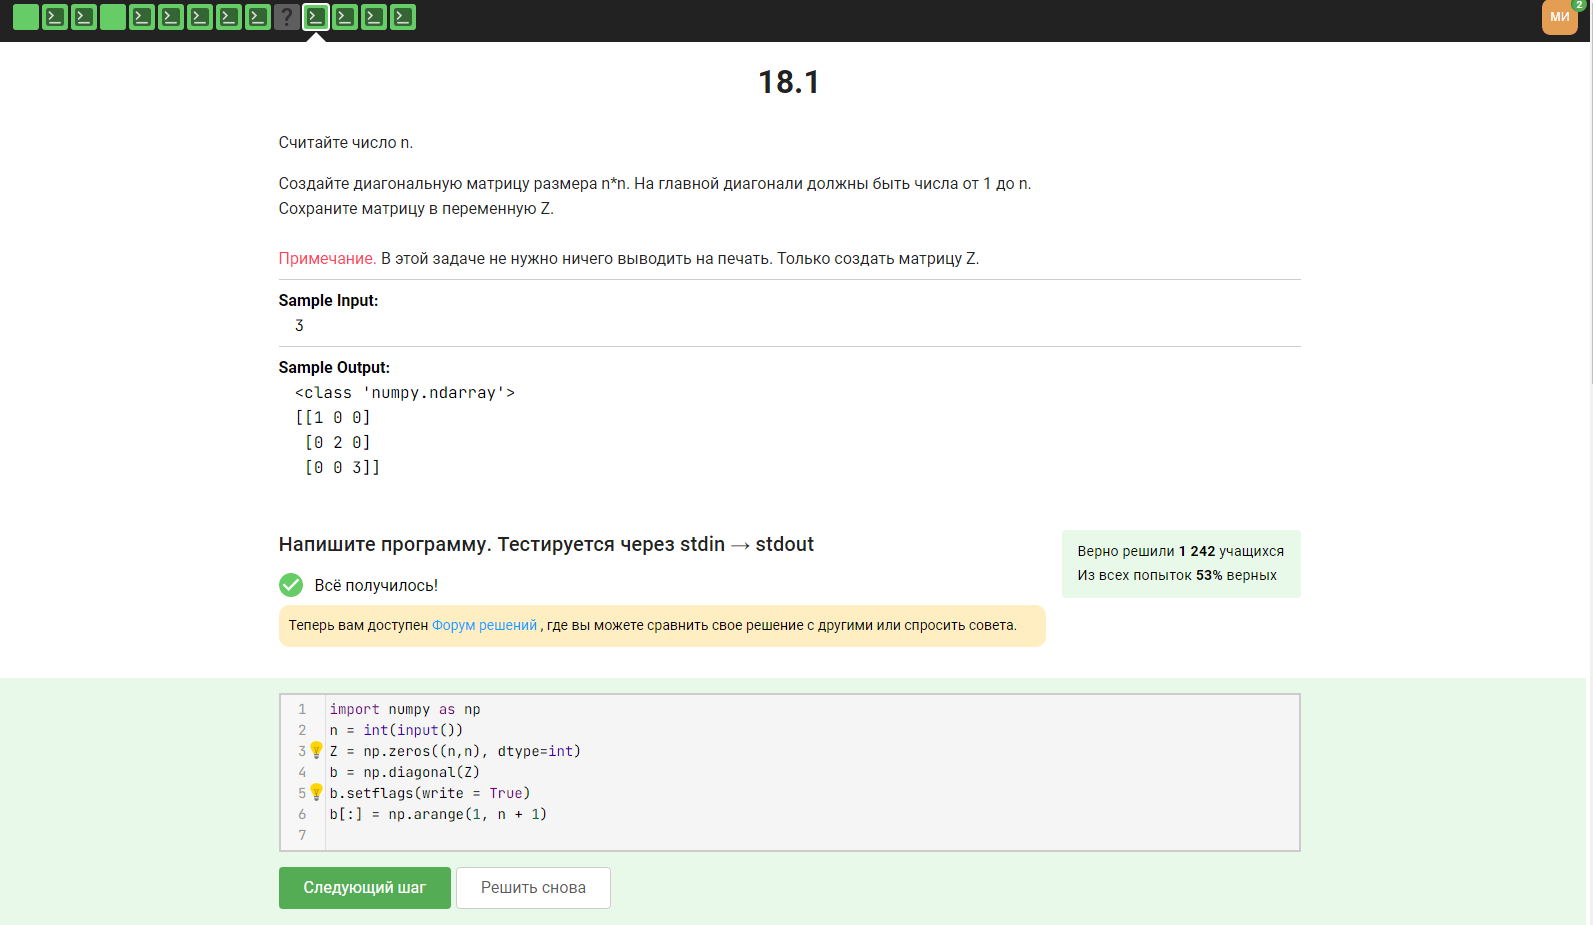 ?
МИ
2
18.1
Считайте число n.
Создайте диагональную матрицу размера n*n. На главной диагонали должны быть числа от 1 до n.
Сохраните матрицу в переменную Z.
Примечание. В этой задаче не нужно ничего выводить на печать. Только создать матрицу Z.
Sample Input:
3
Sample Output:
<class 'numpy.ndarray'>
[[1 0 0]
 [0 2 0]
 [0 0 3]]
Напишите программу. Тестируется через stdin → stdout
Верно решили 1 242 учащихся
Из всех попыток 53% верных
Всё получилось!
Теперь вам доступен Форум решений , где вы можете сравнить свое решение с другими или спросить совета.
1 import numpy as np
2 n = int(input())
3 Z = np.zeros((n,n), dtype=int)
4 b = np.diagonal(Z)
5 b.setflags(write = True)
6 b[:] = np.arange(1, n + 1)
7
Следующий шаг
Решить снова